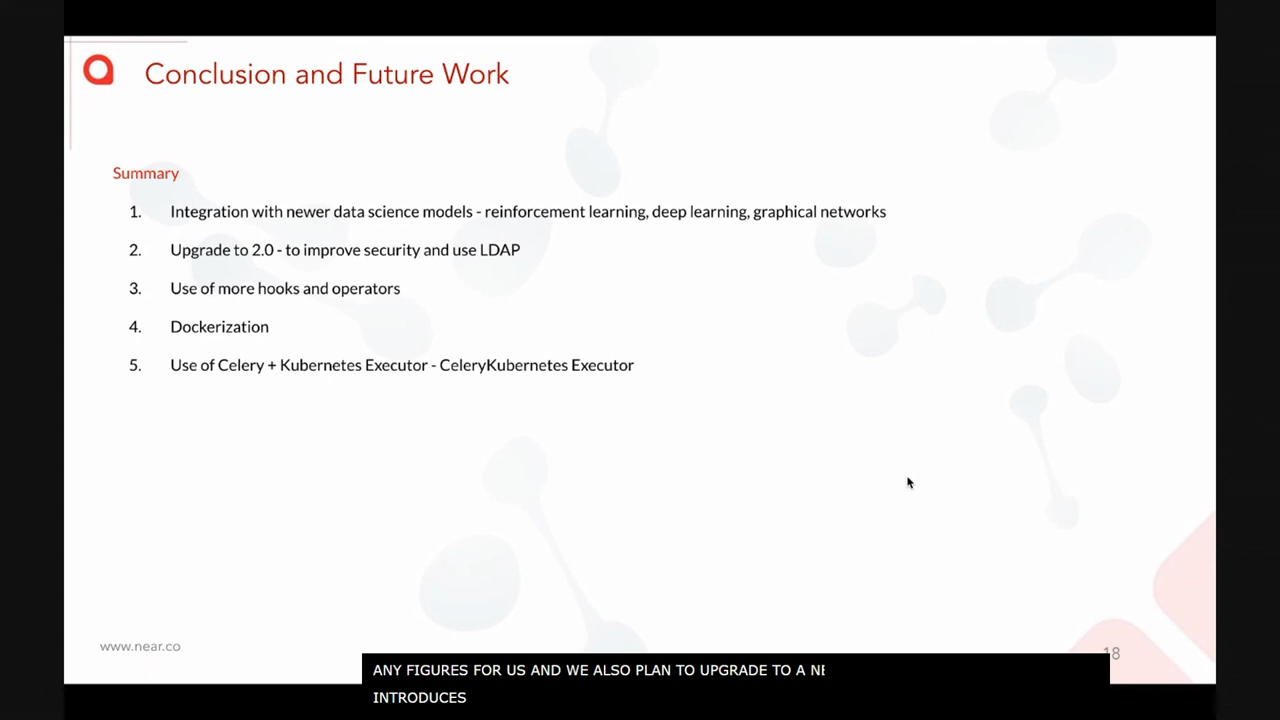 Conclusion and Future Work
Summary
1. Integration with newer data science models - reinforcement learning, deep learning, graphical networks
2. Upgrade to 2.0 - to improve security and use LDAP
3. Use of more hooks and operators
4. Dockerization
5. Use of Celery + Kubernetes Executor - CeleryKubernetes Executor
www.near.co
18
ANY FIGURES FOR US AND WE ALSO PLAN TO UPGRADE TO A
INTRODUCES